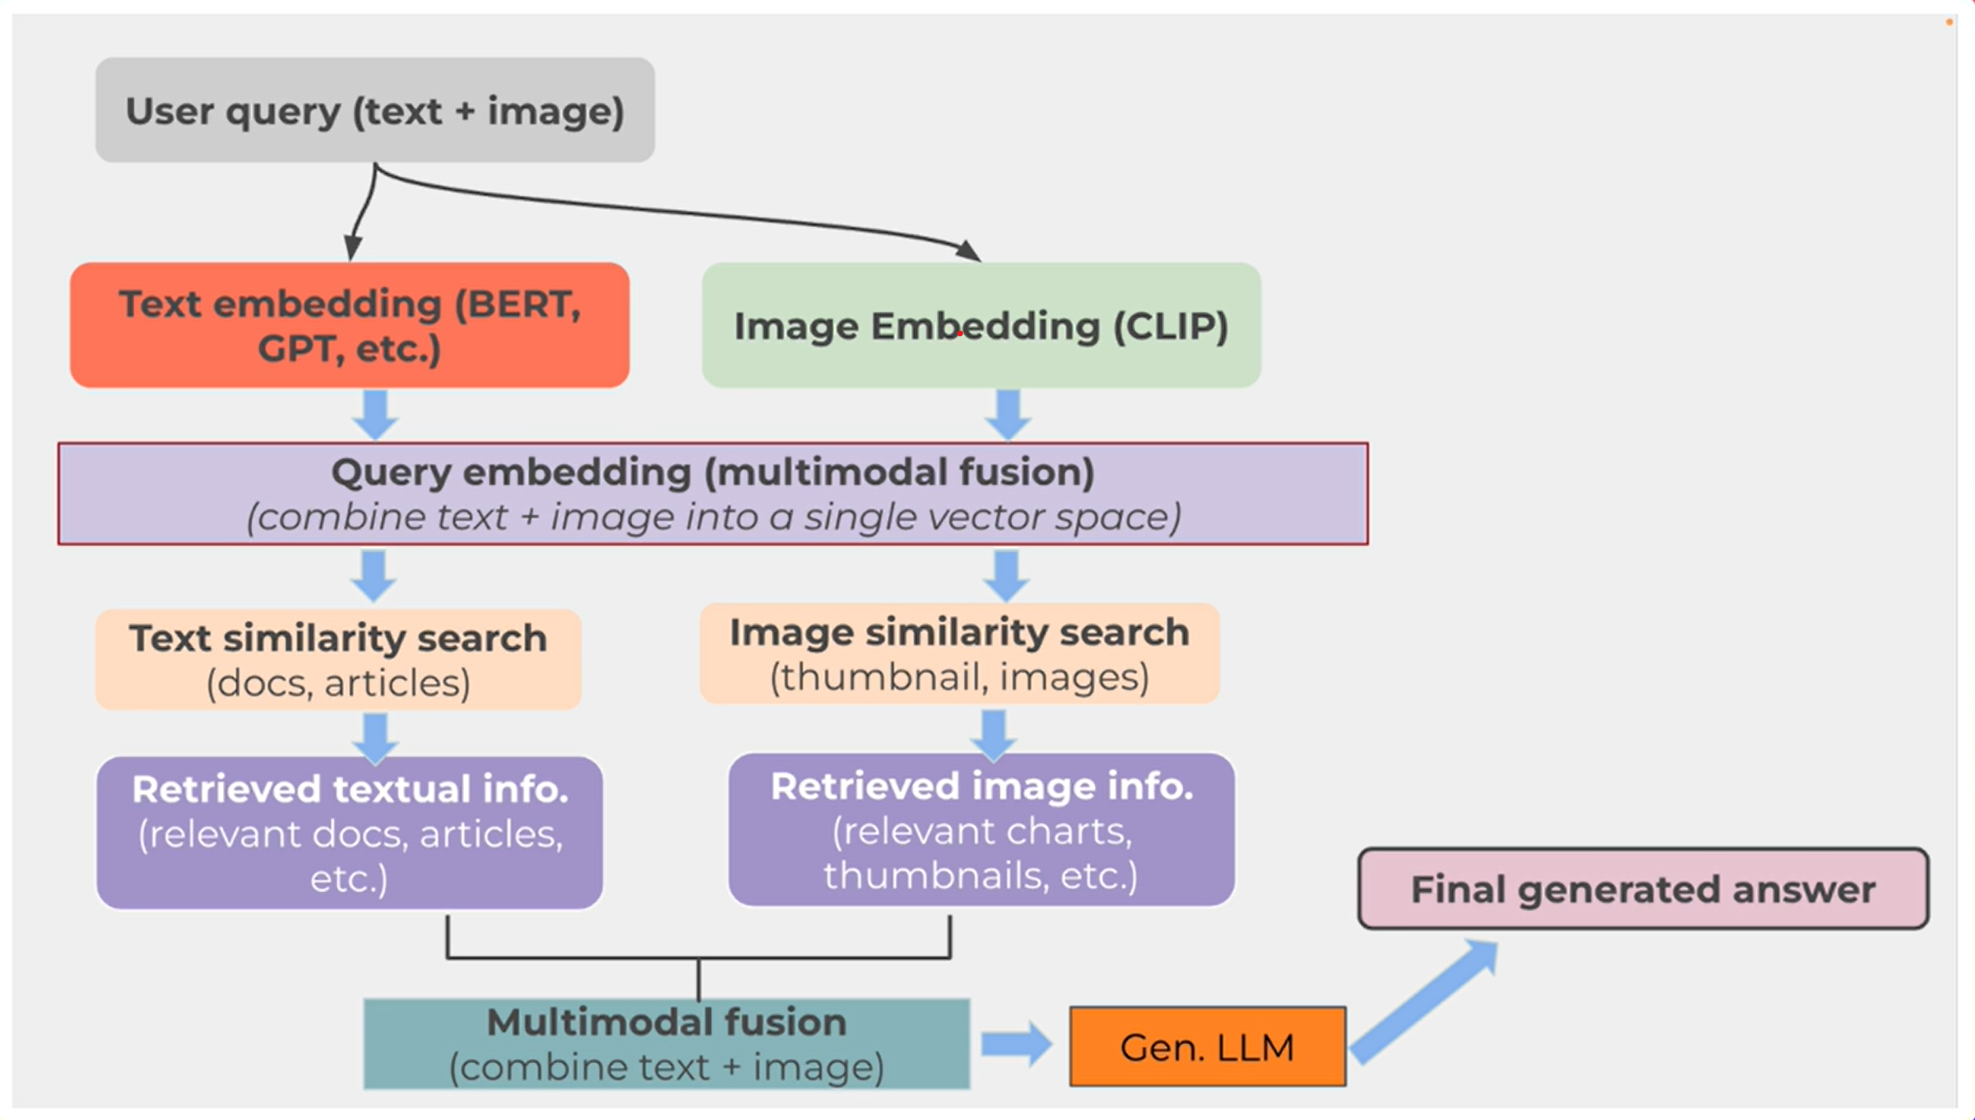 User query (text + image)
Text embedding (BERT,
GPT, etc.)
Image Embedding (CLIP)
Query embedding (multimodal fusion)
(combine text + image into a single vector space)
Text similarity search
(docs, articles)
Image similarity search
(thumbnail, images)
Retrieved textual info.
(relevant docs, articles,
etc.)
Retrieved image info.
(relevant charts,
thumbnails, etc.)
Final generated answer
Multimodal fusion
(combine text + image)
Gen. LLM